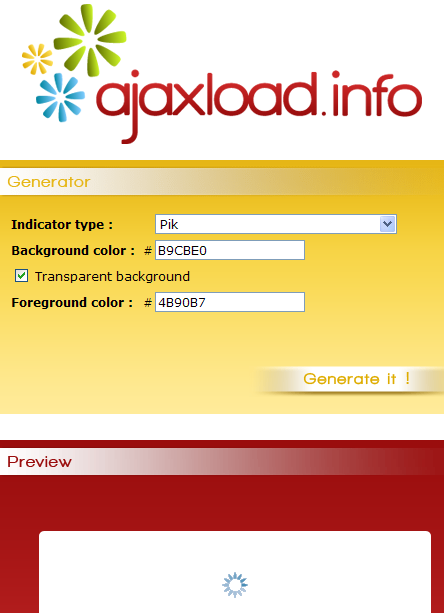 ajaxload.info
Generator
Indicator type : Pik
Background color : # B9CBE0
Transparent background
Foreground color : # 4B90B7
Generate it !
Preview